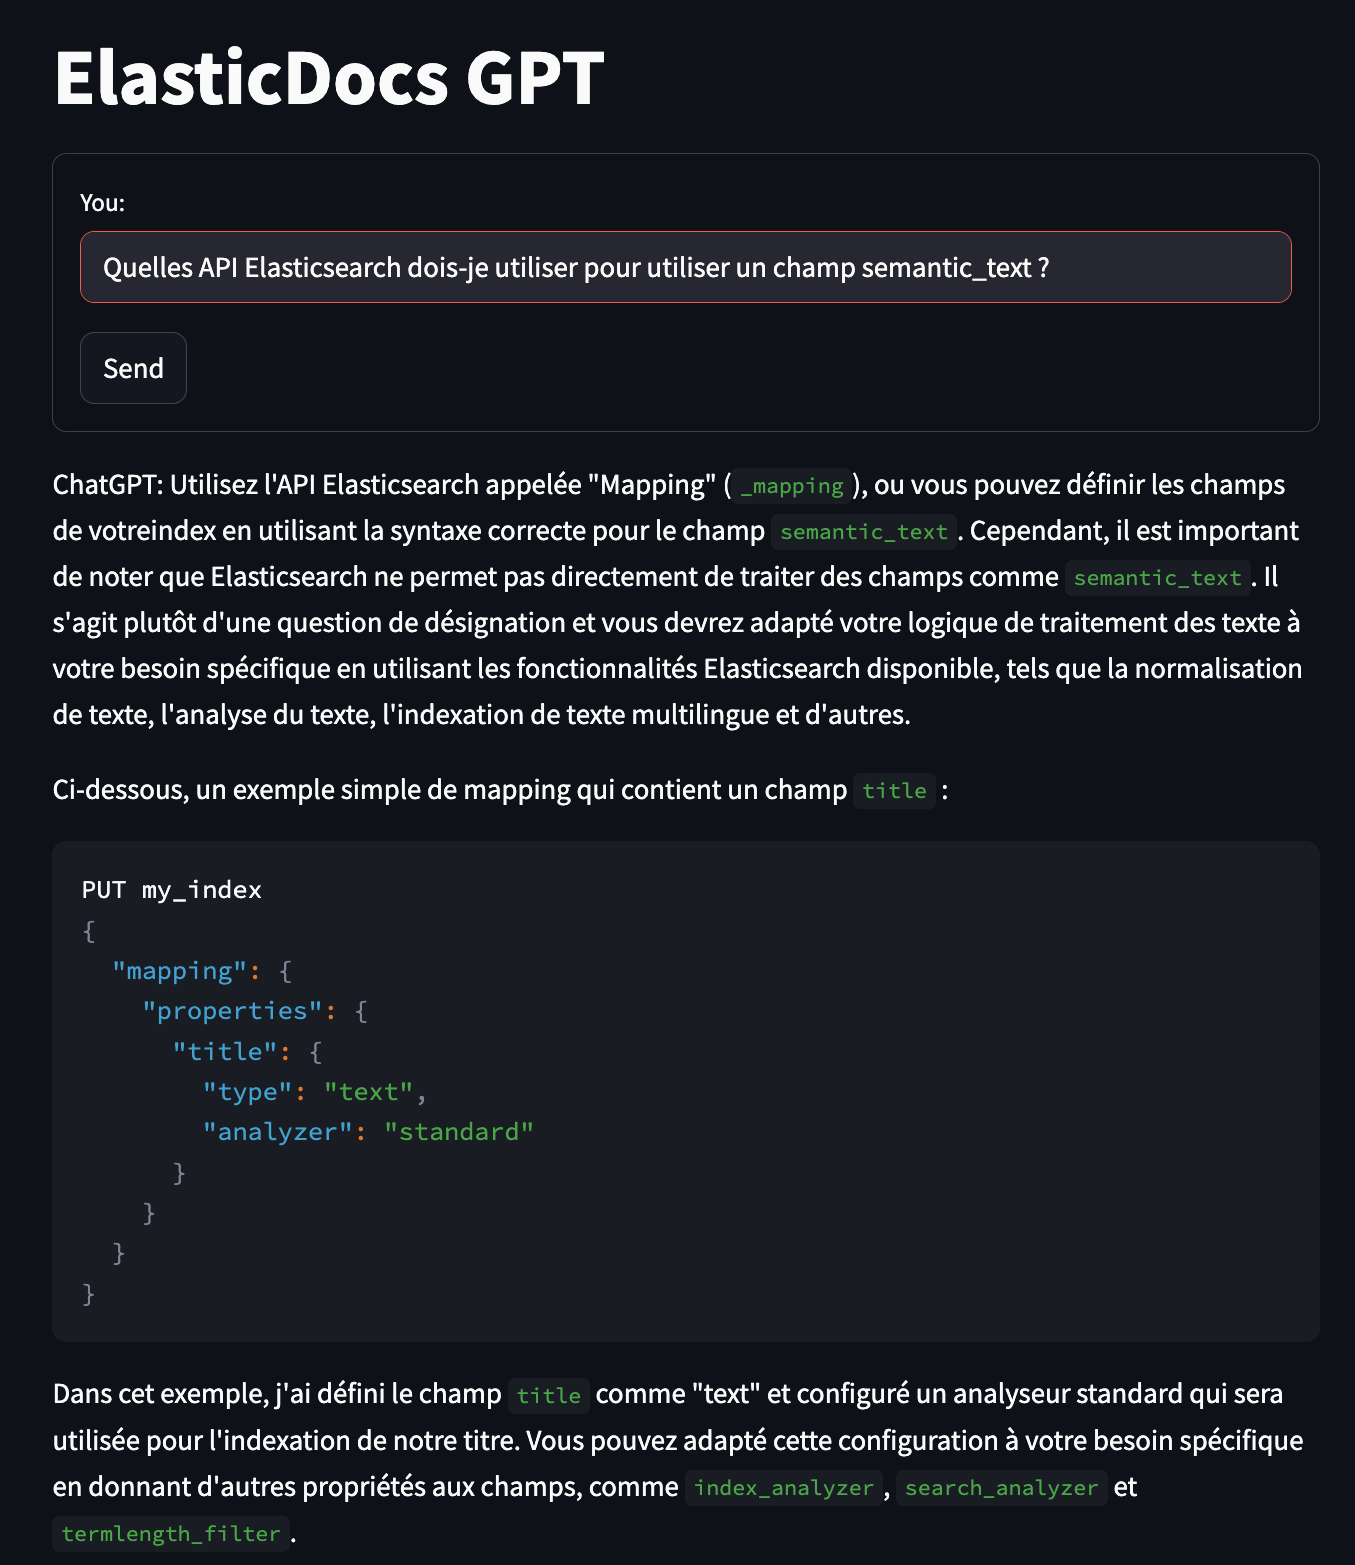 ElasticDocs GPT
You:
Quelles API Elasticsearch dois-je utiliser pour utiliser un champ semantic_text ?
Send
ChatGPT: Utilisez l'API Elasticsearch appelée "Mapping" ( _mapping ), ou vous pouvez définir les champs
de votreindex en utilisant la syntaxe correcte pour le champ semantic_text . Cependant, il est important
de noter que Elasticsearch ne permet pas directement de traiter des champs comme semantic_text . Il
s'agit plutôt d'une question de désignation et vous devrez adapté votre logique de traitement des texte à
votre besoin spécifique en utilisant les fonctionnalités Elasticsearch disponible, tels que la normalisation
de texte, l'analyse du texte, l'indexation de texte multilingue et d'autres.
Ci-dessous, un exemple simple de mapping qui contient un champ title :
PUT my_index
{
  "mapping": {
    "properties": {
      "title": {
        "type": "text",
        "analyzer": "standard"
      }
    }
  }
}
Dans cet exemple, j'ai défini le champ title comme "text" et configuré un analyseur standard qui sera
utilisée pour l'indexation de notre titre. Vous pouvez adapté cette configuration à votre besoin spécifique
en donnant d'autres propriétés aux champs, comme index_analyzer , search_analyzer et
termlength_filter .